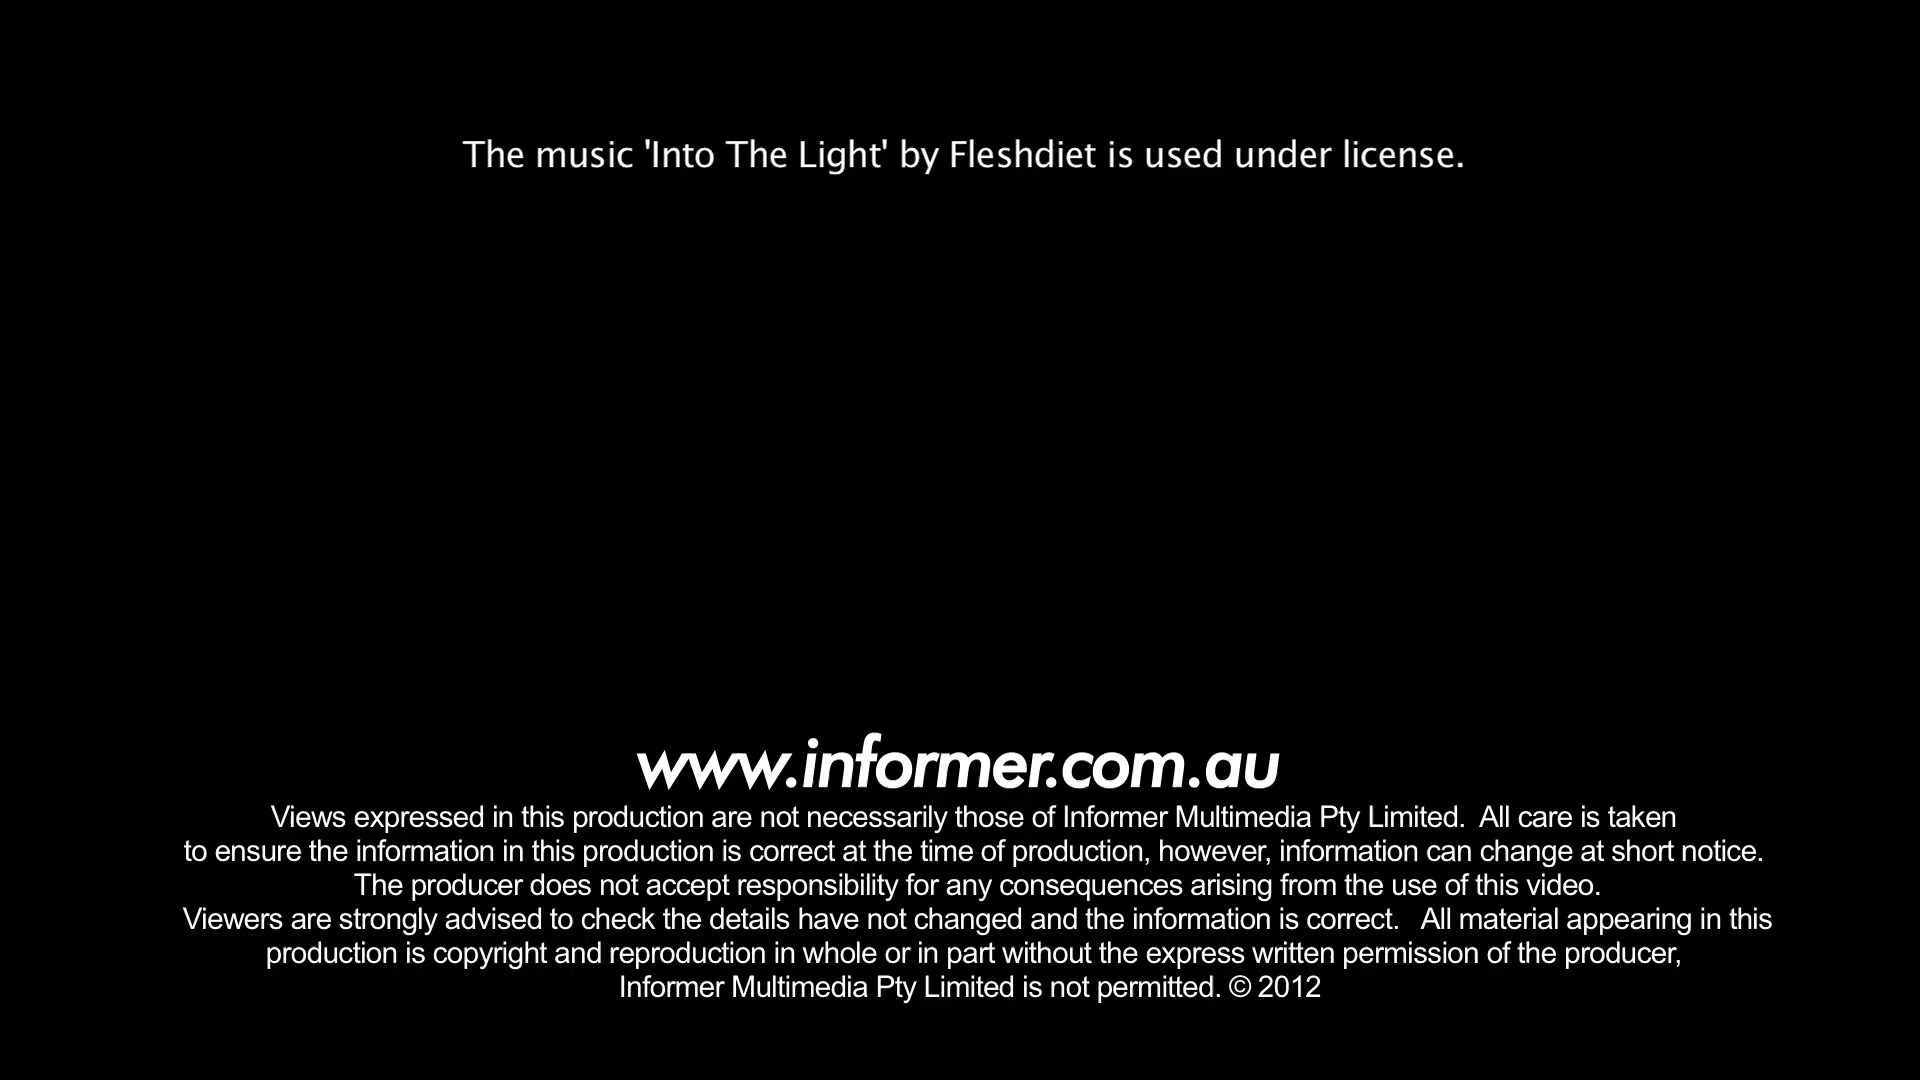 The music 'Into The Light' by Fleshdiet is used under license.
www.informer.com.au
Views expressed in this production are not necessarily those of Informer Multimedia Pty Limited.  All care is taken
to ensure the information in this production is correct at the time of production, however, information can change at short notice.
The producer does not accept responsibility for any consequences arising from the use of this video.
Viewers are strongly advised to check the details have not changed and the information is correct.   All material appearing in this
production is copyright and reproduction in whole or in part without the express written permission of the producer,
Informer Multimedia Pty Limited is not permitted. © 2012